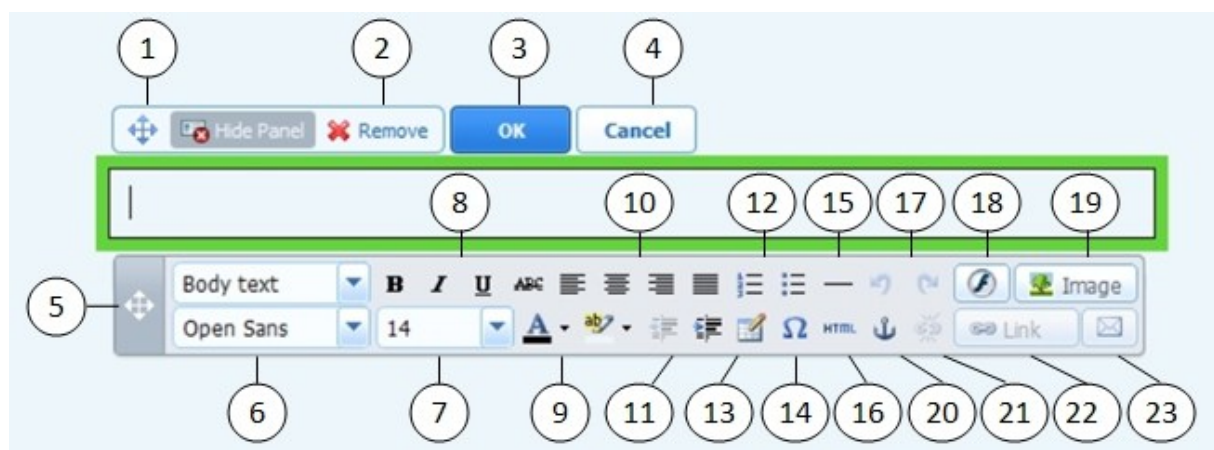 1 2 3 4
Hide Panel Remove OK Cancel
8 10 12 15 17 18 19
5
Body text B I U ABC Image
Open Sans 14 A ab Ω HTML Link
6 7 9 11 13 14 16 20 21 22 23